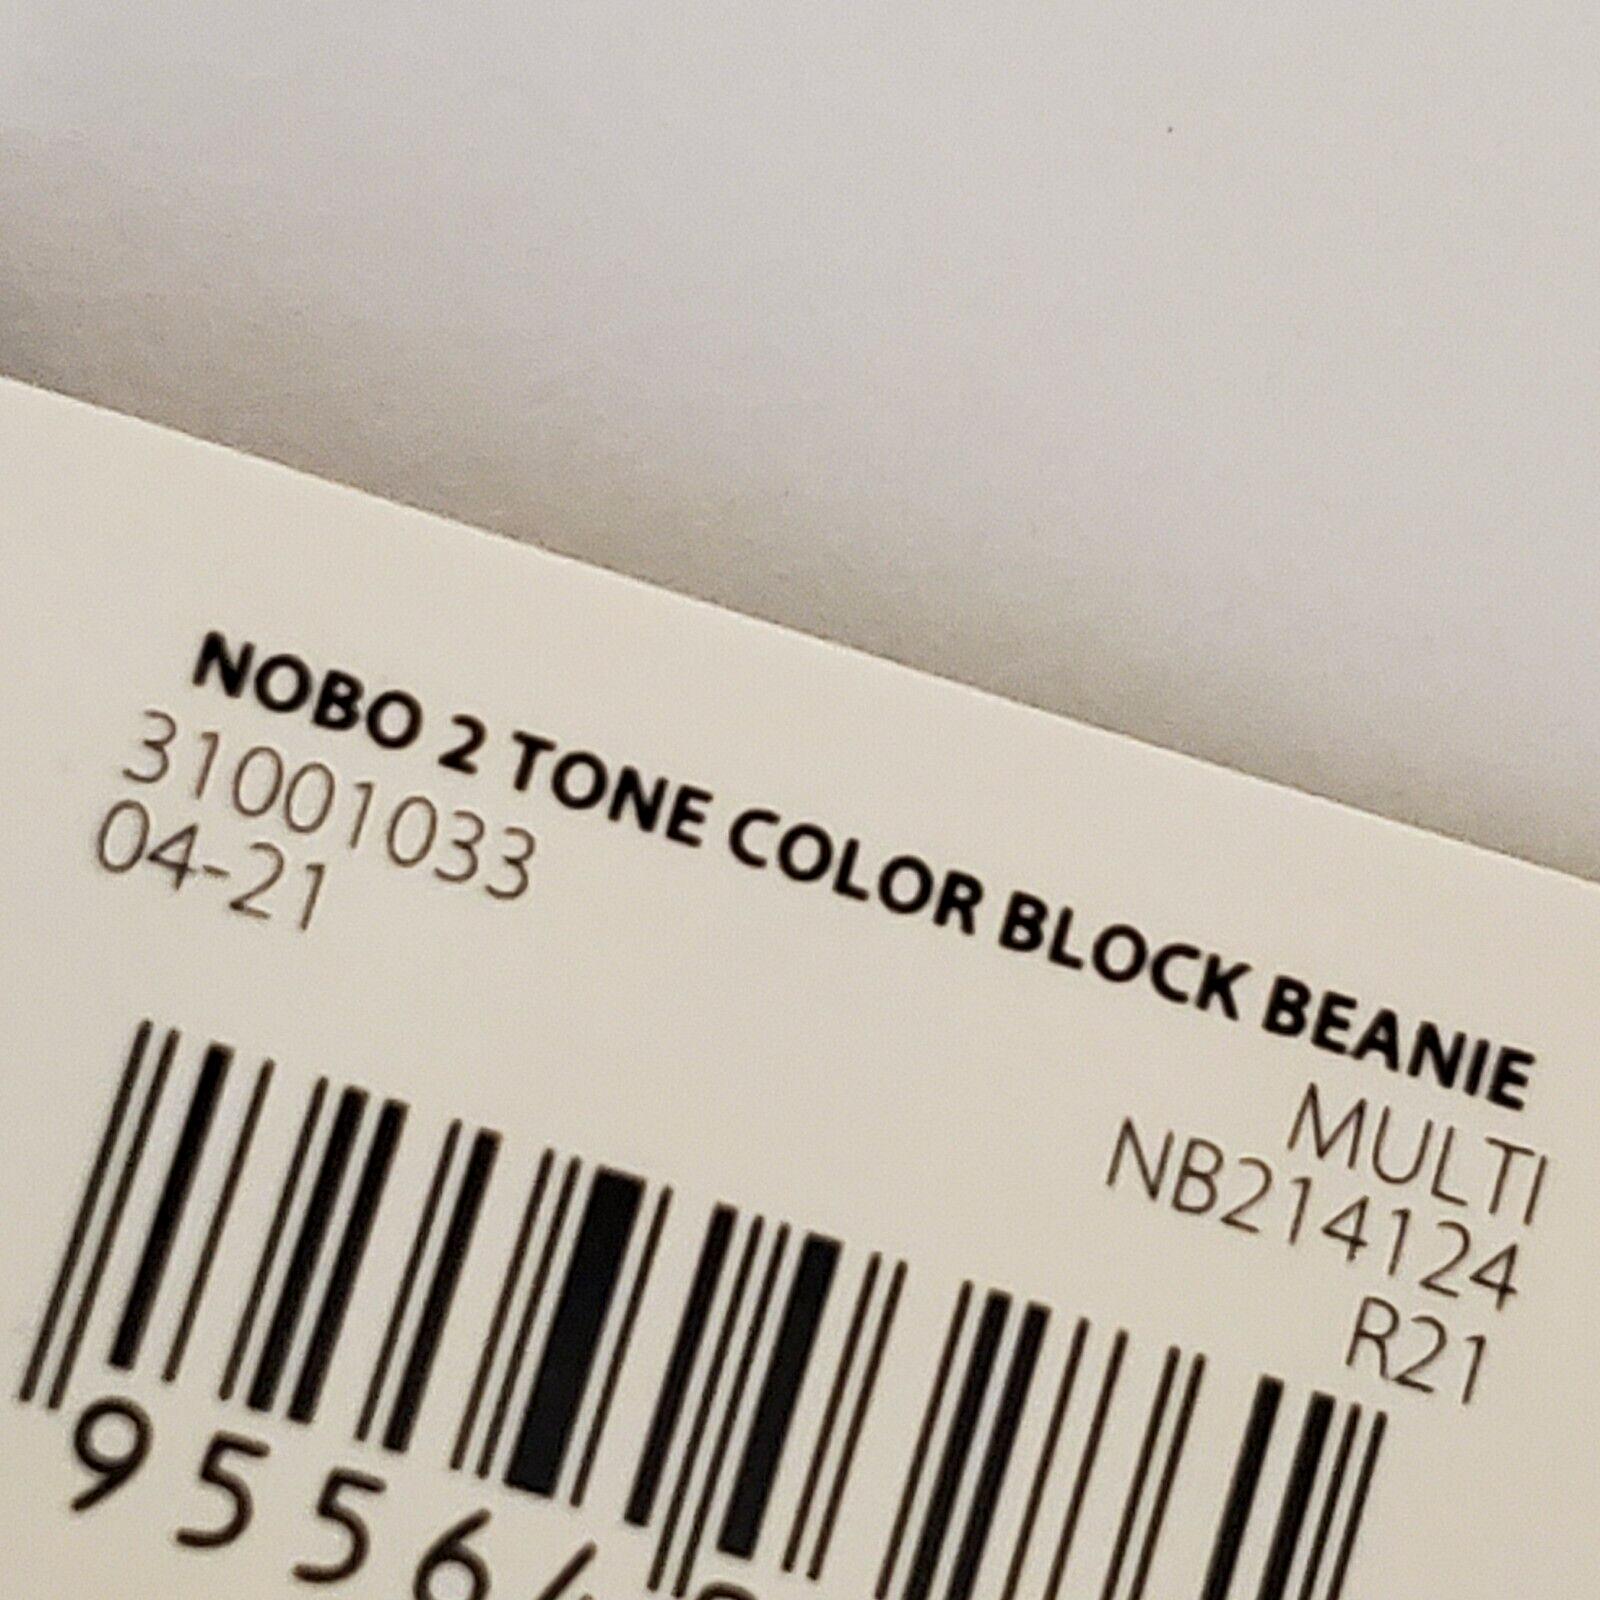 NOBO 2 TONE COLOR BLOCK BEANIE
31001033
04-21
MULTI
NB214124
R21
9556